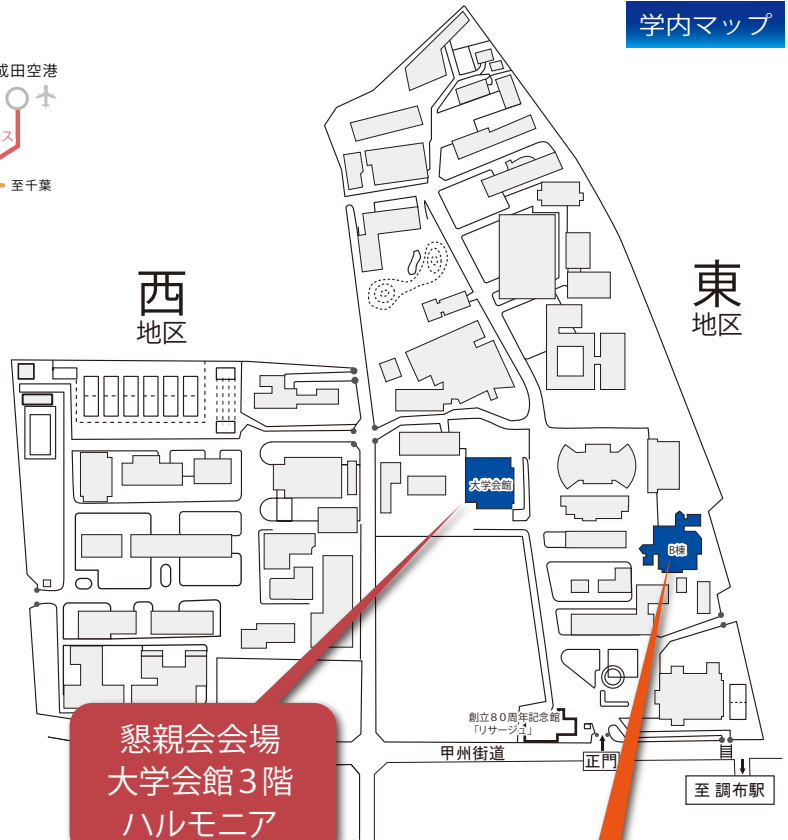 学内マップ
成田空港
ス
至千葉
西
地区
東
地区
大学会館
B棟
創立80周年記念館
「リサージュ」
甲州街道
正門
至 調布駅
懇親会会場
大学会館３階
ハルモニア